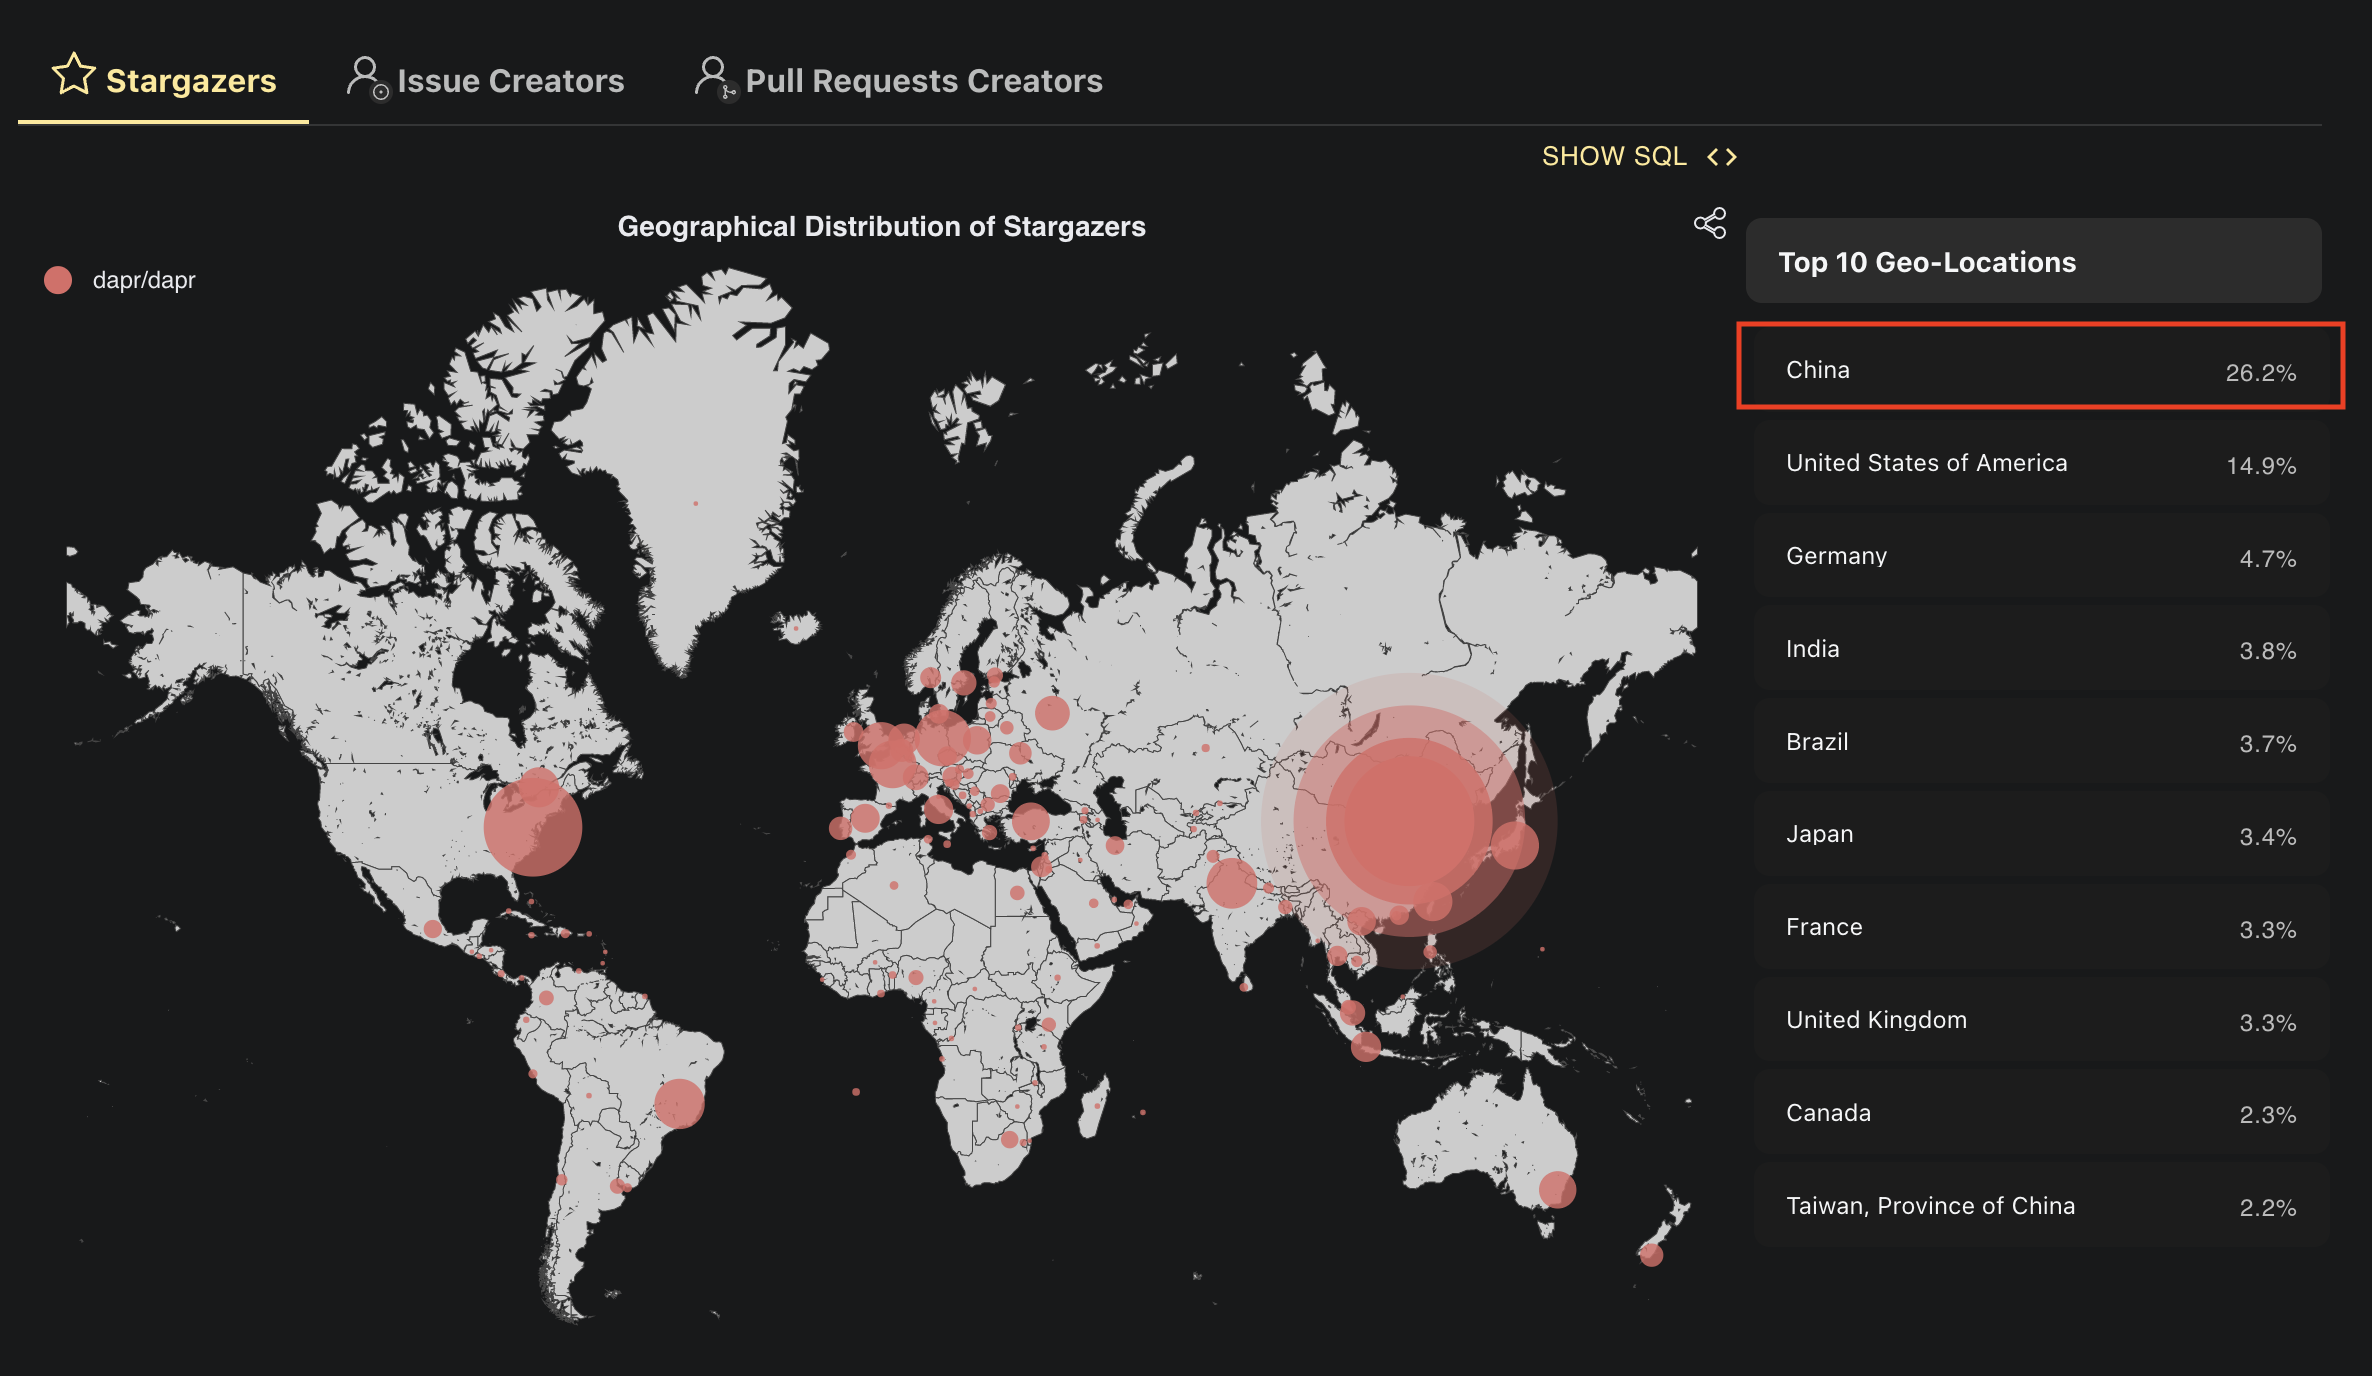 Stargazers
Issue Creators
Pull Requests Creators
SHOW SQL <>
Geographical Distribution of Stargazers
dapr/dapr
Top 10 Geo-Locations
China 26.2%
United States of America 14.9%
Germany 4.7%
India 3.8%
Brazil 3.7%
Japan 3.4%
France 3.3%
United Kingdom 3.3%
Canada 2.3%
Taiwan, Province of China 2.2%